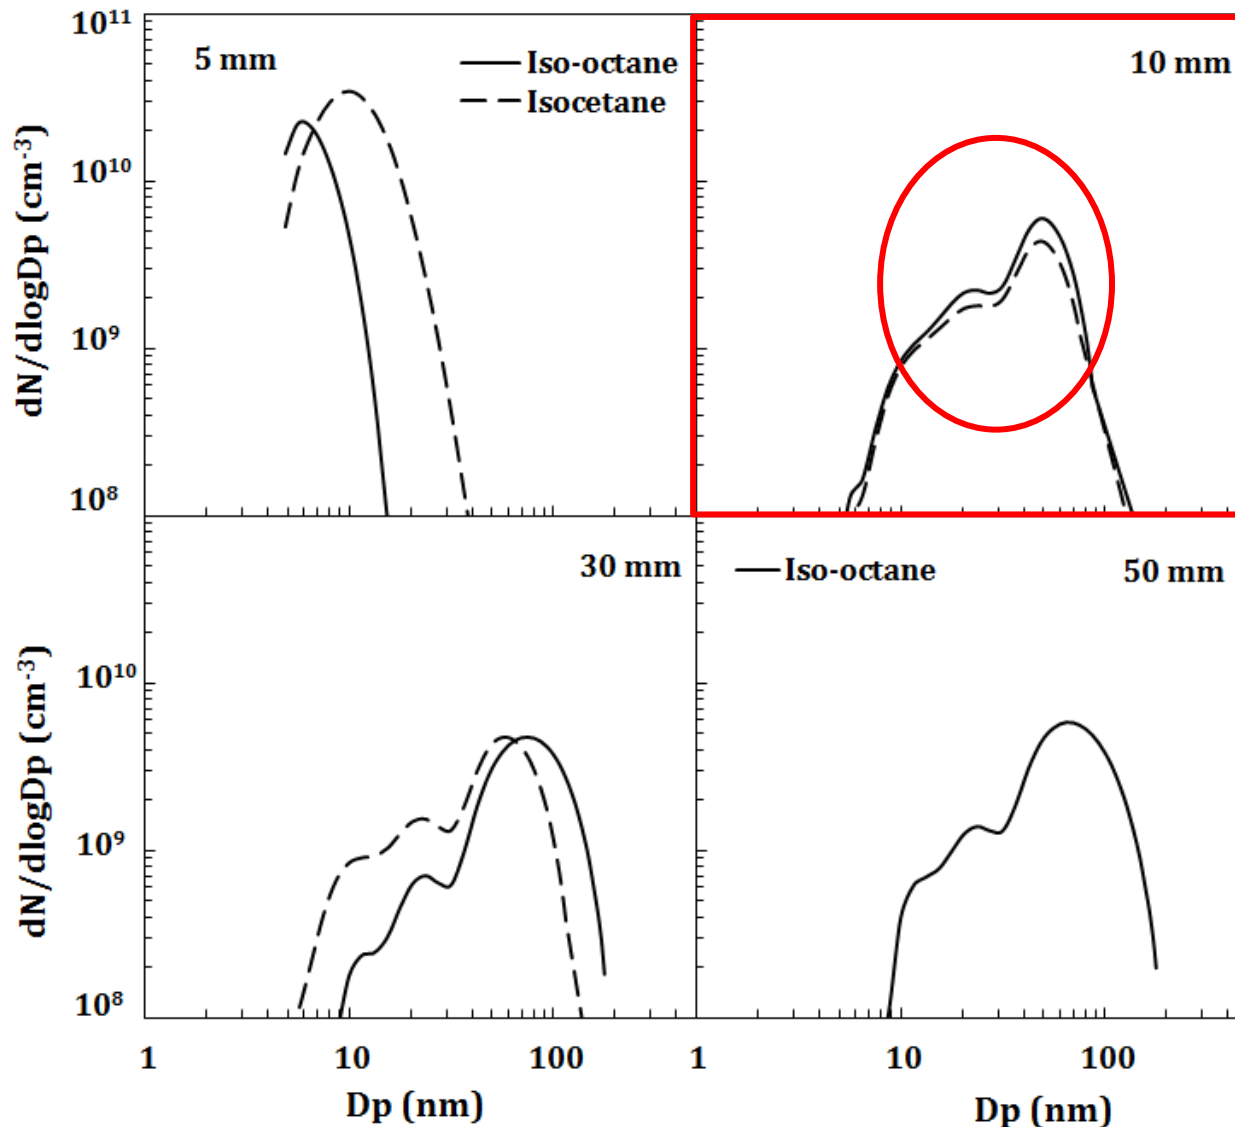 10¹¹
5 mm
Iso-octane
Isocetane
10 mm
dN/dlogDp (cm⁻³)
10¹⁰
10⁹
10⁸
30 mm
Iso-octane
50 mm
dN/dlogDp (cm⁻³)
10¹⁰
10⁹
10⁸
1 10 100 1 10 100
Dp (nm) Dp (nm)